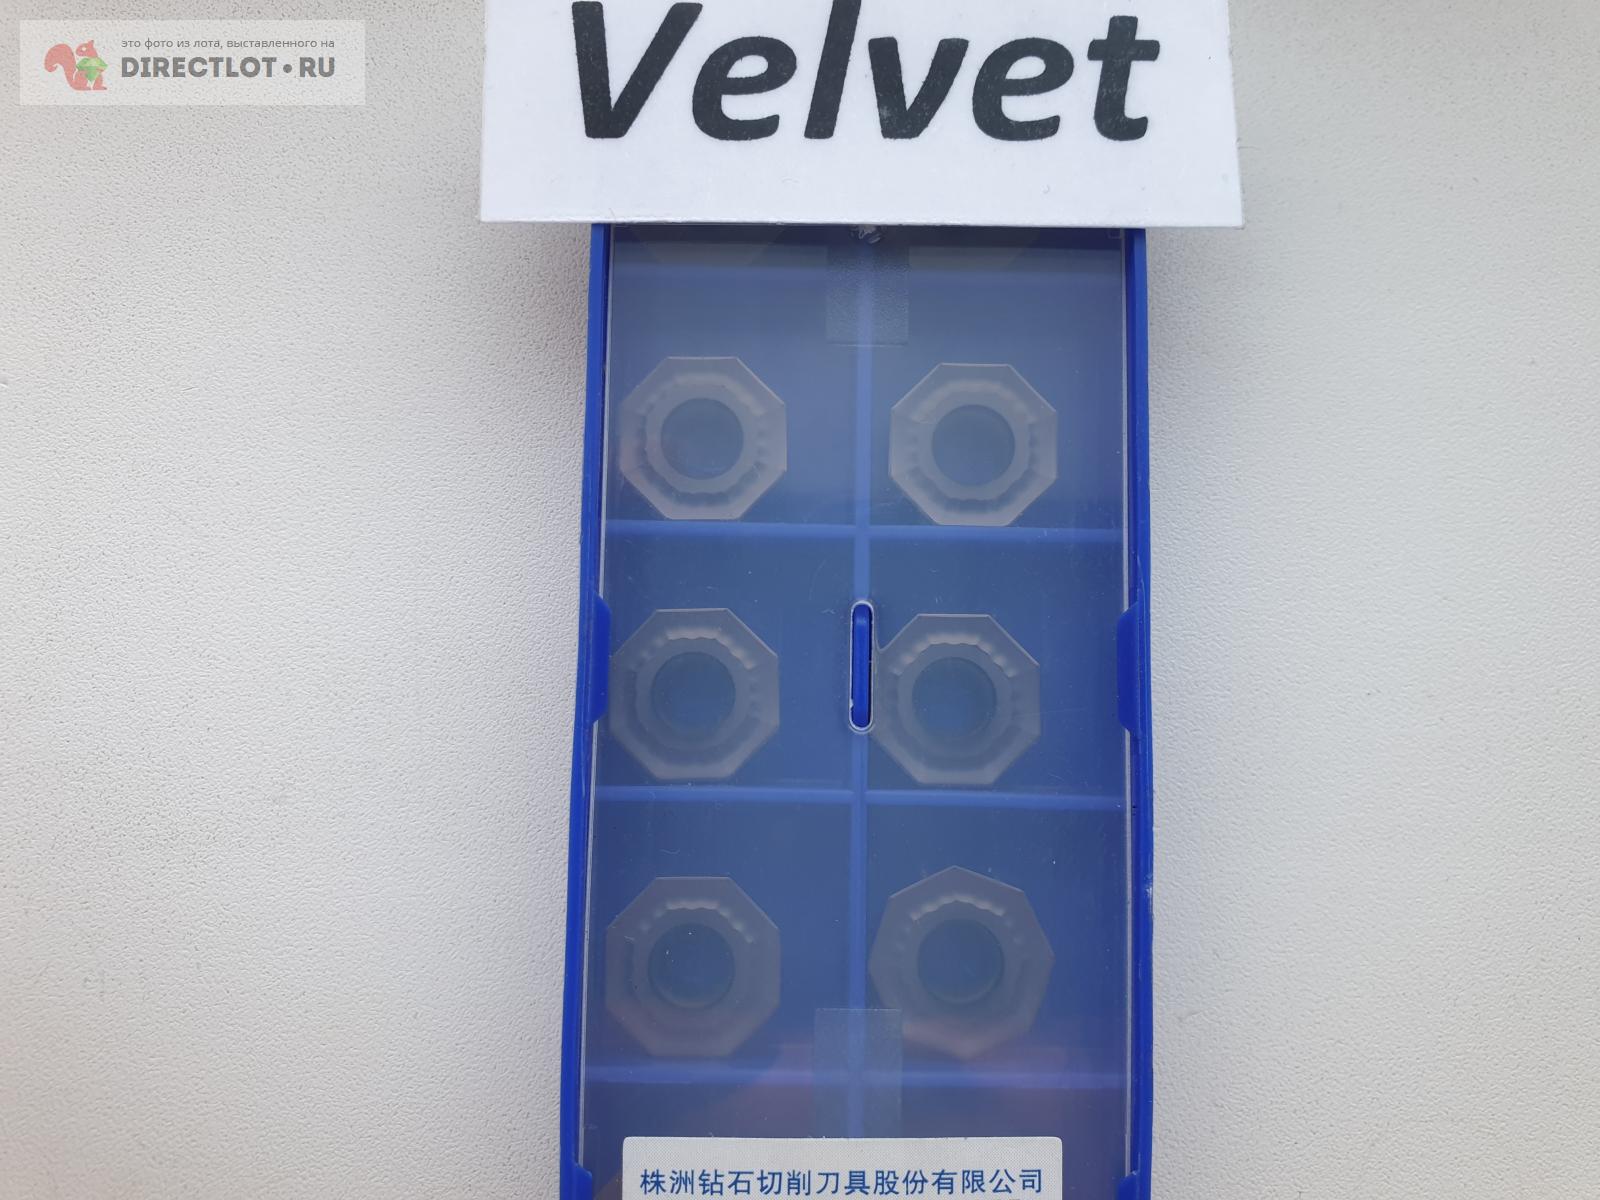 это фото из лота, выставленного на
DIRECTLOT•RU
Velvet
株洲钻石切削刀具股份有限公司